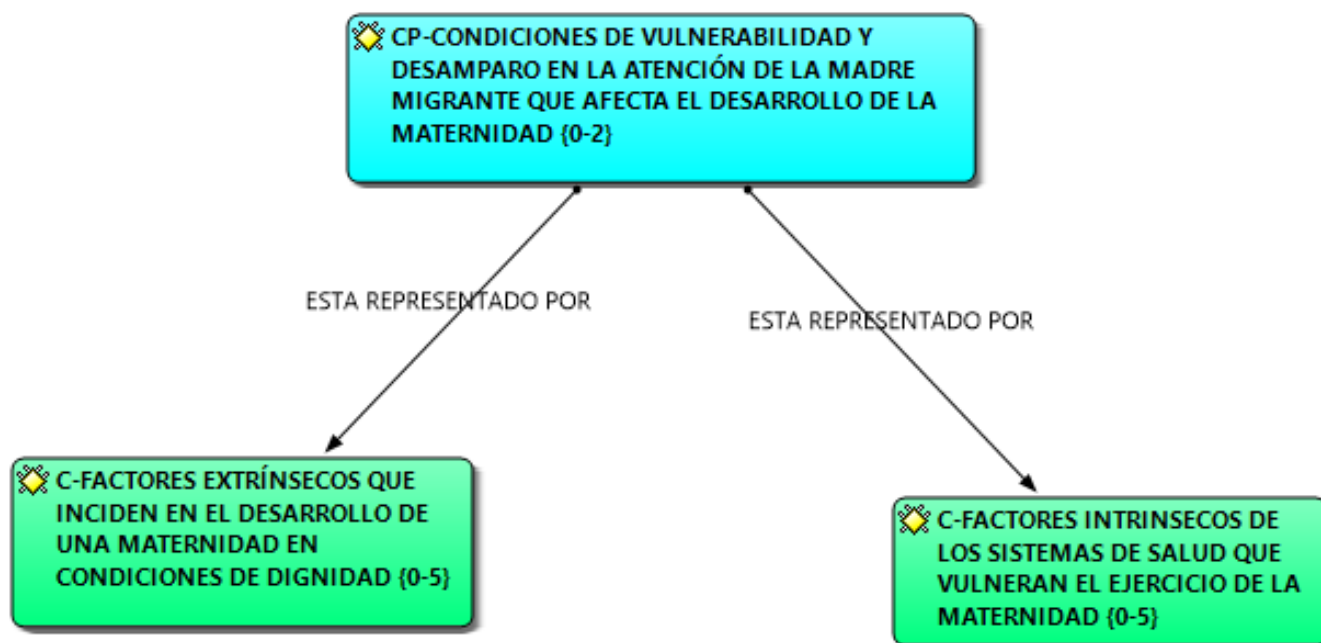 CP-CONDICIONES DE VULNERABILIDAD Y
DESAMPARO EN LA ATENCIÓN DE LA MADRE
MIGRANTE QUE AFECTA EL DESARROLLO DE LA
MATERNIDAD {0-2}
ESTA REPRESENTADO POR
ESTA REPRESENTADO POR
C-FACTORES EXTRÍNSECOS QUE
INCIDEN EN EL DESARROLLO DE
UNA MATERNIDAD EN
CONDICIONES DE DIGNIDAD {0-5}
C-FACTORES INTRINSECOS DE
LOS SISTEMAS DE SALUD QUE
VULNERAN EL EJERCICIO DE LA
MATERNIDAD {0-5}